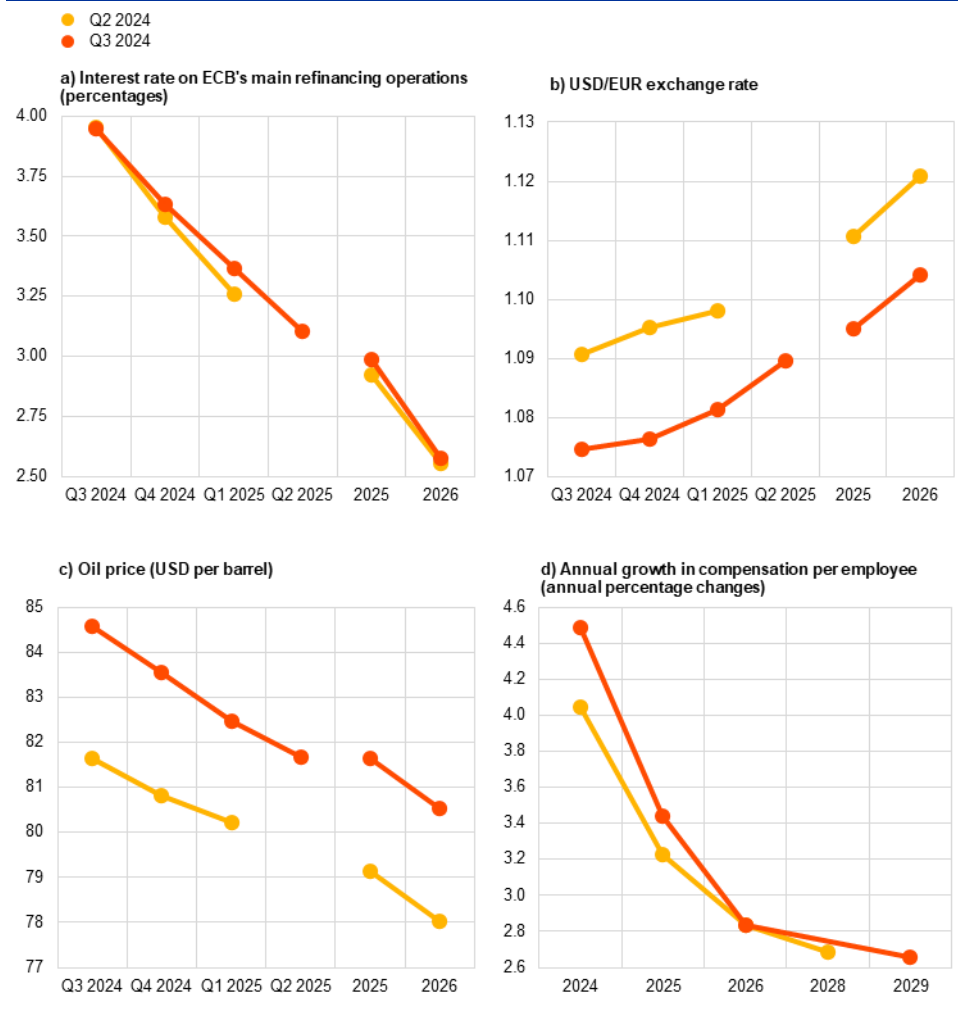 Q2 2024
Q3 2024
a) Interest rate on ECB's main refinancing operations
(percentages)
4.00
3.75
3.50
3.25
3.00
2.75
2.50
Q3 2024 Q4 2024 Q1 2025 Q2 2025 2025 2026
b) USD/EUR exchange rate
1.13
1.12
1.11
1.10
1.09
1.08
1.07
Q3 2024 Q4 2024 Q1 2025 Q2 2025 2025 2026
c) Oil price (USD per barrel)
85
84
83
82
81
80
79
78
77
Q3 2024 Q4 2024 Q1 2025 Q2 2025 2025 2026
d) Annual growth in compensation per employee
(annual percentage changes)
4.6
4.4
4.2
4.0
3.8
3.6
3.4
3.2
3.0
2.8
2.6
2024 2025 2026 2028 2029